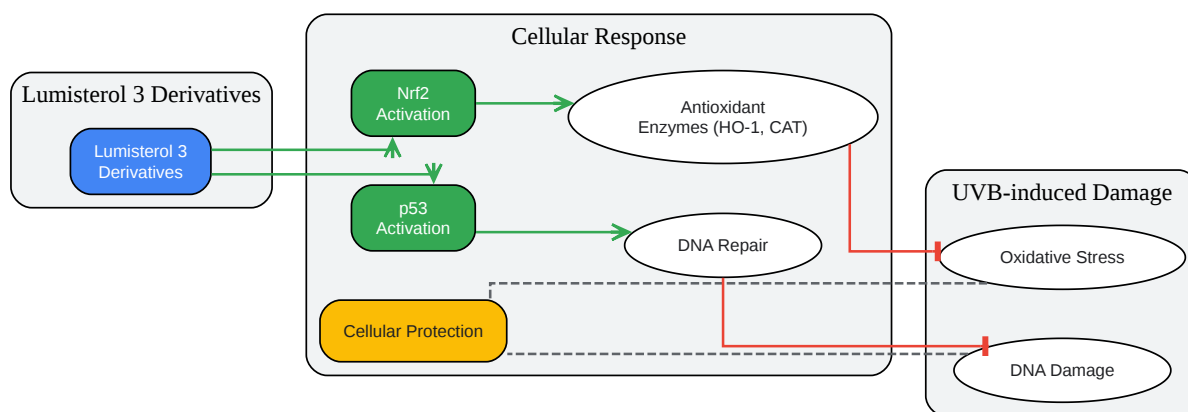 Lumisterol 3 Derivatives
Lumisterol 3
Derivatives
Cellular Response
Nrf2
Activation
Antioxidant
Enzymes (HO-1, CAT)
p53
Activation
DNA Repair
Cellular Protection
UVB-induced Damage
Oxidative Stress
DNA Damage